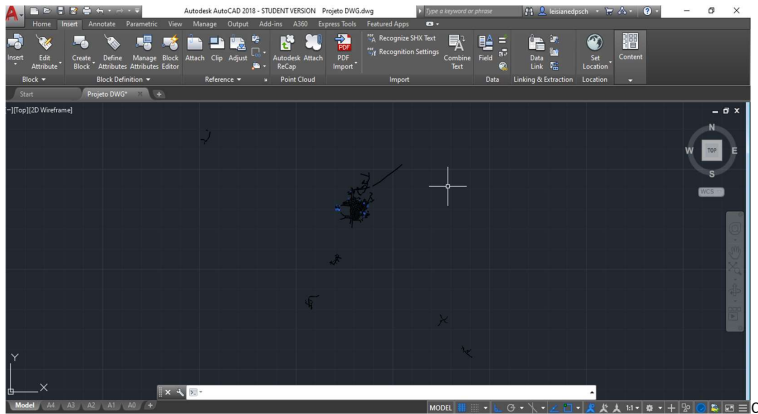 Autodesk AutoCAD 2018 - STUDENT VERSION Projeto DWG.dwg Type a keyword or phrase leisianedpsch
Home Insert Annotate Parametric View Manage Output Add-ins A360 Express Tools Featured Apps
Insert Edit Attribute Create Block Define Attributes Manage Attributes Block Editor Attach Clip Adjust Autodesk ReCap Attach PDF Import Recognize SHX Text Recognition Settings Combine Text Field Data Link Set Location Content
Block Block Definition Reference Point Cloud Import Data Linking & Extraction Location
Start Projeto DWG*
[-][Top][2D Wireframe]
N
W TOP E
S
WCS
Y
X
Model A4 A3 A2 A1 A0 + MODEL 1:1